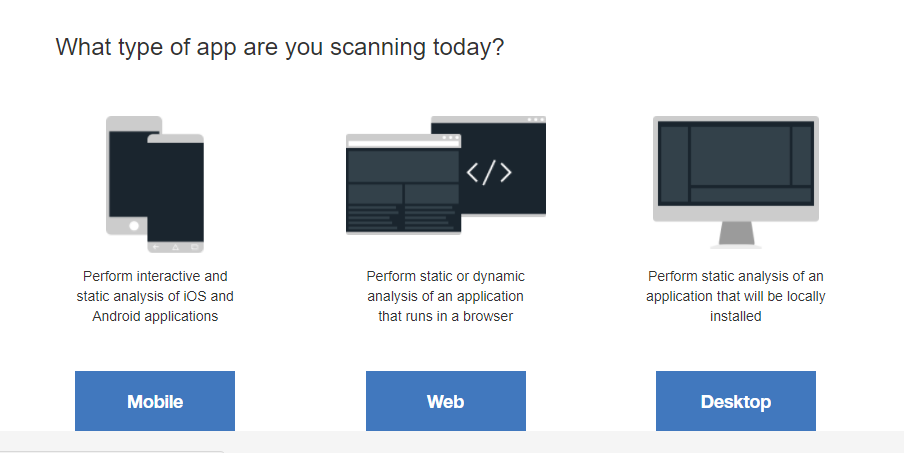 What type of app are you scanning today?
</>
Perform interactive and
static analysis of iOS and
Android applications
Perform static or dynamic
analysis of an application
that runs in a browser
Perform static analysis of an
application that will be locally
installed
Mobile
Web
Desktop